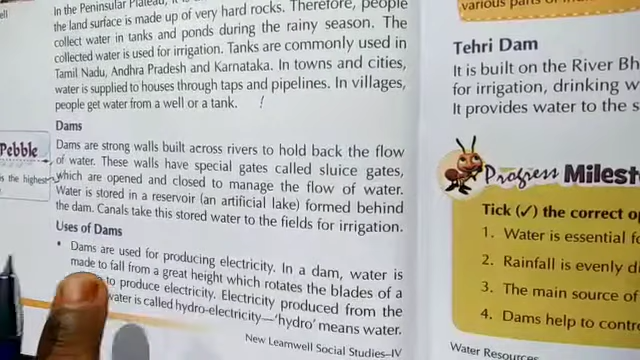 ell
In the Peninsular Plateau, it is
the land surface is made up of very hard rocks. Therefore, people
collect water in tanks and ponds during the rainy season. The
collected water is used for irrigation. Tanks are commonly used in
Tamil Nadu, Andhra Pradesh and Karnataka. In towns and cities,
water is supplied to houses through taps and pipelines. In villages,
people get water from a well or a tank.
Dams
Dams are strong walls built across rivers to hold back the flow
of water. These walls have special gates called sluice gates,
which are opened and closed to manage the flow of water.
Water is stored in a reservoir (an artificial lake) formed behind
the dam. Canals take this stored water to the fields for irrigation.
Uses of Dams
• Dams are used for producing electricity. In a dam, water is
made to fall from a great height which rotates the blades of a
to produce electricity. Electricity produced from the
water is called hydro-electricity—'hydro' means water.
New Learnwell Social Studies–IV
Pebble
is the highest
various parts
Tehri Dam
It is built on the River Bh
for irrigation, drinking w
It provides water to the s
Progress Milest
Tick (✓) the correct o
1. Water is essential fo
2. Rainfall is evenly di
3. The main source of
4. Dams help to contr
Water Resources